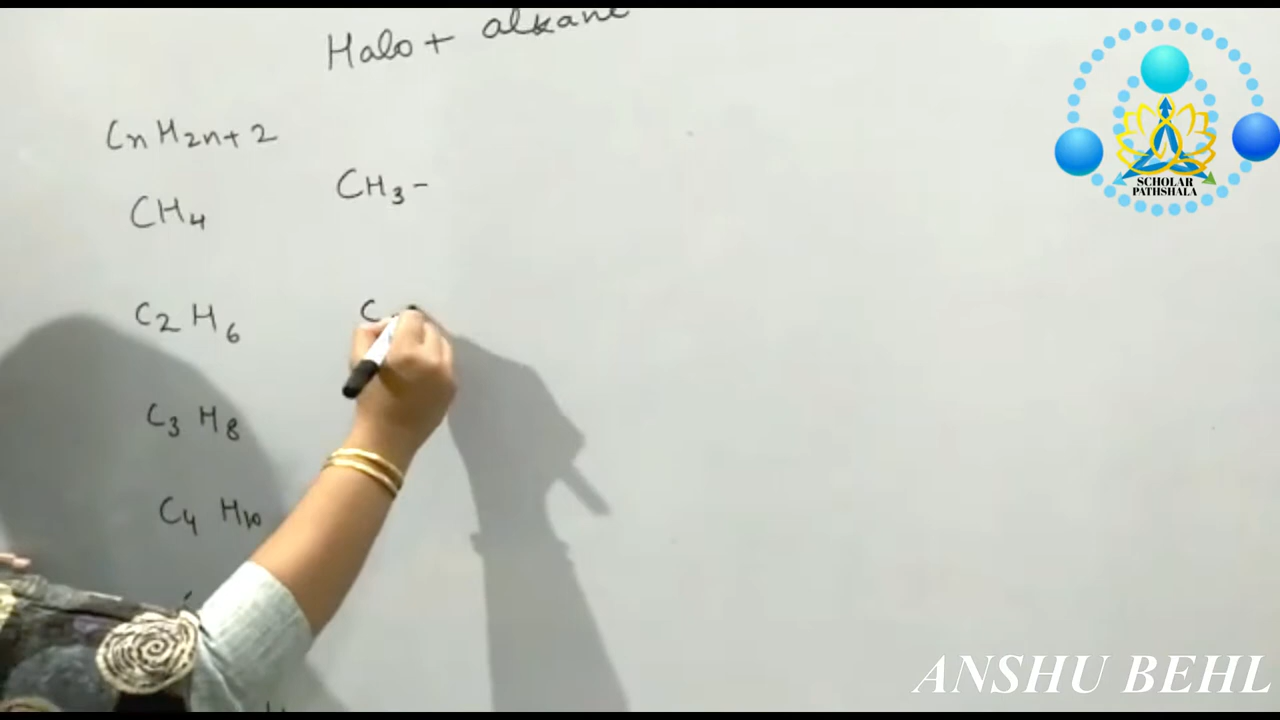 Halo + alkane
CnH2n+2
CH4
CH3-
C2H6
C
C3H8
C4H10
SCHOLAR
PATHSHALA
ANSHU BEHL